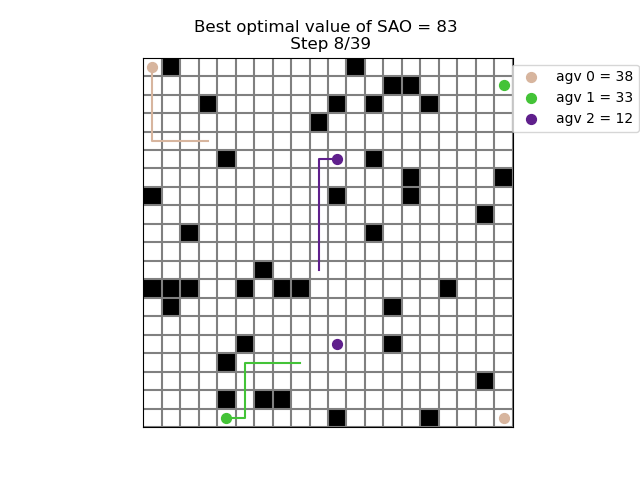 Best optimal value of SAO = 83
Step 8/39
agv 0 = 38
agv 1 = 33
agv 2 = 12